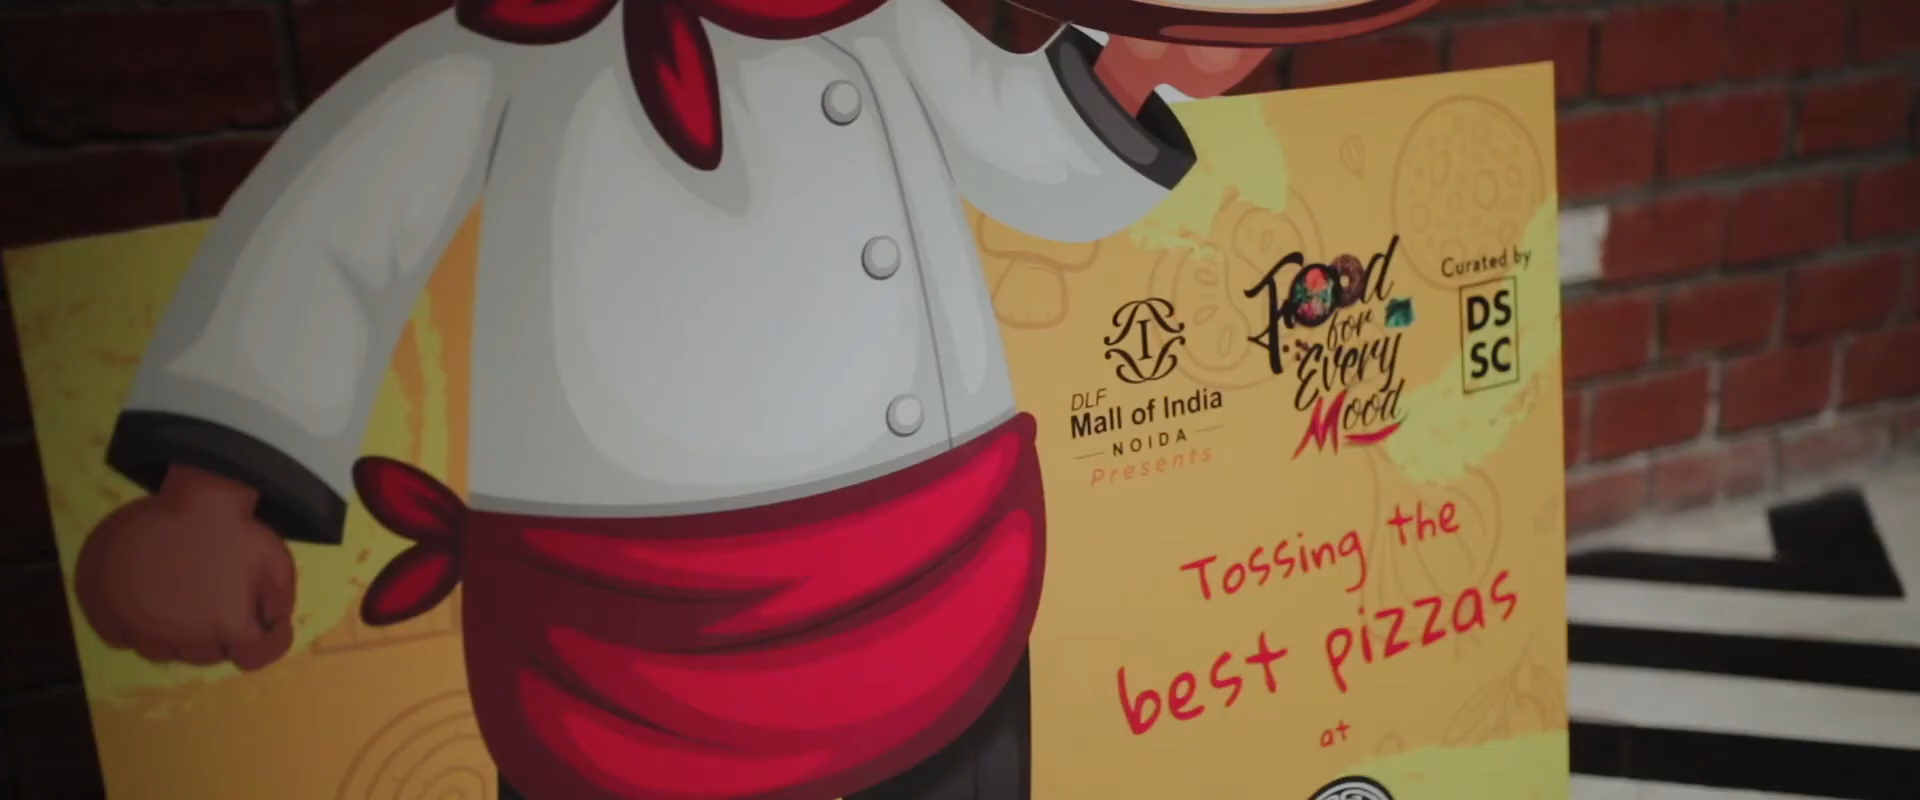 DLF
Mall of India
NOIDA
Presents
Food
for
Every
Mood
Curated by
DS
SC
Tossing the
best pizzas
at